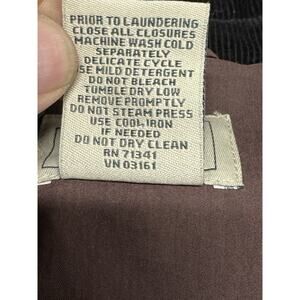 PRIOR TO LAUNDERING
CLOSE ALL CLOSURES
MACHINE WASH COLD
SEPARATELY
DELICATE CYCLE
USE MILD DETERGENT
DO NOT BLEACH
TUMBLE DRY LOW
REMOVE PROMPTLY
DO NOT STEAM PRESS
USE COOL IRON
IF NEEDED
DO NOT DRY CLEAN
RN 71341
VN 03161